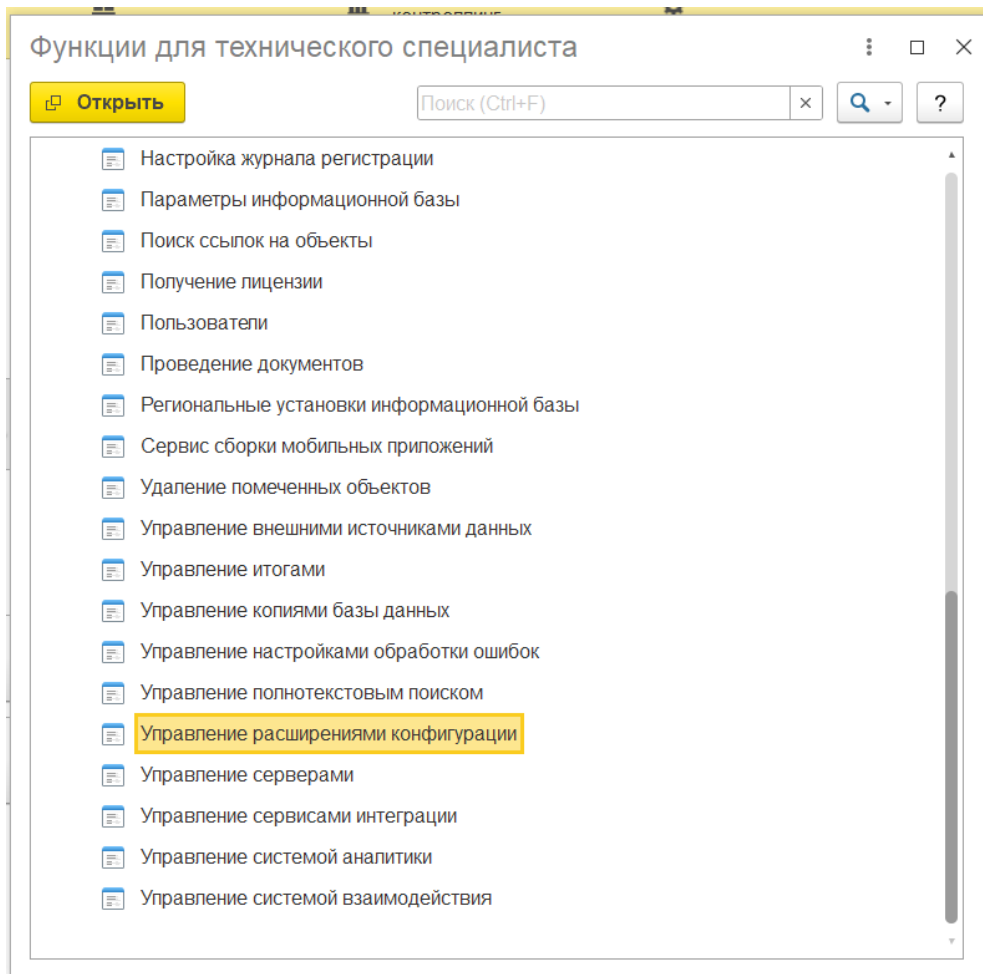 контроллинг
Функции для технического специалиста
Открыть
Поиск (Ctrl+F)
?
Настройка журнала регистрации
Параметры информационной базы
Поиск ссылок на объекты
Получение лицензии
Пользователи
Проведение документов
Региональные установки информационной базы
Сервис сборки мобильных приложений
Удаление помеченных объектов
Управление внешними источниками данных
Управление итогами
Управление копиями базы данных
Управление настройками обработки ошибок
Управление полнотекстовым поиском
Управление расширениями конфигурации
Управление серверами
Управление сервисами интеграции
Управление системой аналитики
Управление системой взаимодействия